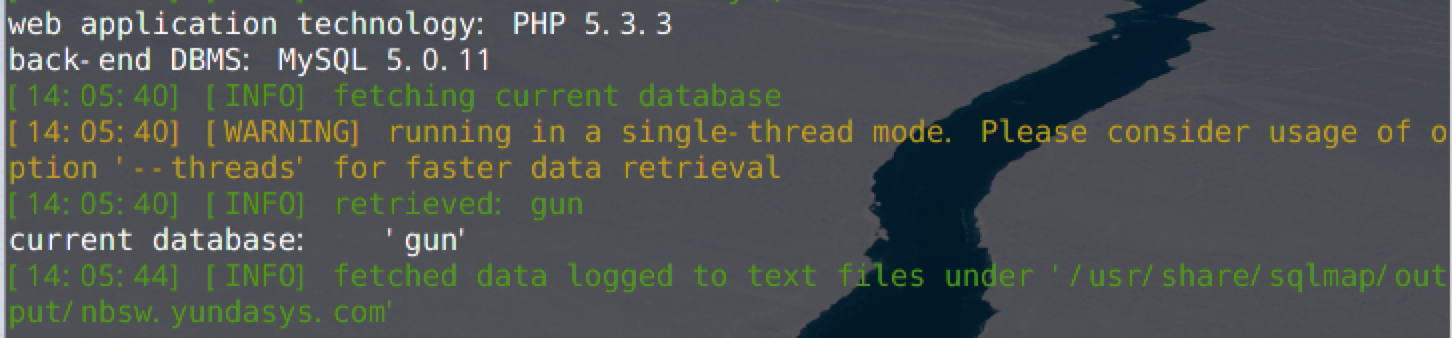 web application technology: PHP 5.3.3
back-end DBMS: MySQL 5.0.11
[14:05:40] [INFO] fetching current database
[14:05:40] [WARNING] running in a single-thread mode. Please consider usage of o
ption '--threads' for faster data retrieval
[14:05:40] [INFO] retrieved: gun
current database:    'gun'
[14:05:44] [INFO] fetched data logged to text files under '/usr/share/sqlmap/out
put/nbsw.yundasys.com'